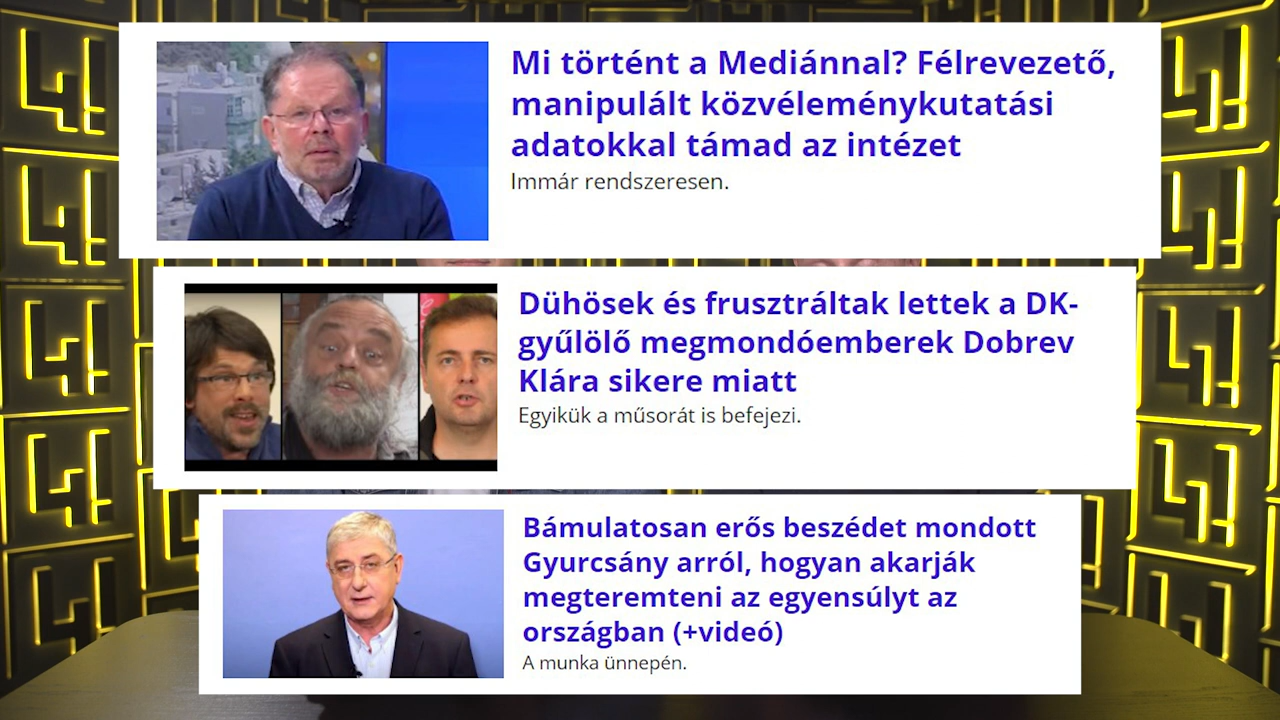 Mi történt a Mediánnal? Félrevezető,
manipulált közvéleménykutatási
adatokkal támad az intézet
Immár rendszeresen.
Dühösek és frusztráltak lettek a DK-
gyűlölő megmondóemberek Dobrev
Klára sikere miatt
Egyikük a műsorát is befejezi.
Bámulatosan erős beszédet mondott
Gyurcsány arról, hogyan akarják
megteremteni az egyensúlyt az
országban (+videó)
A munka ünnepén.